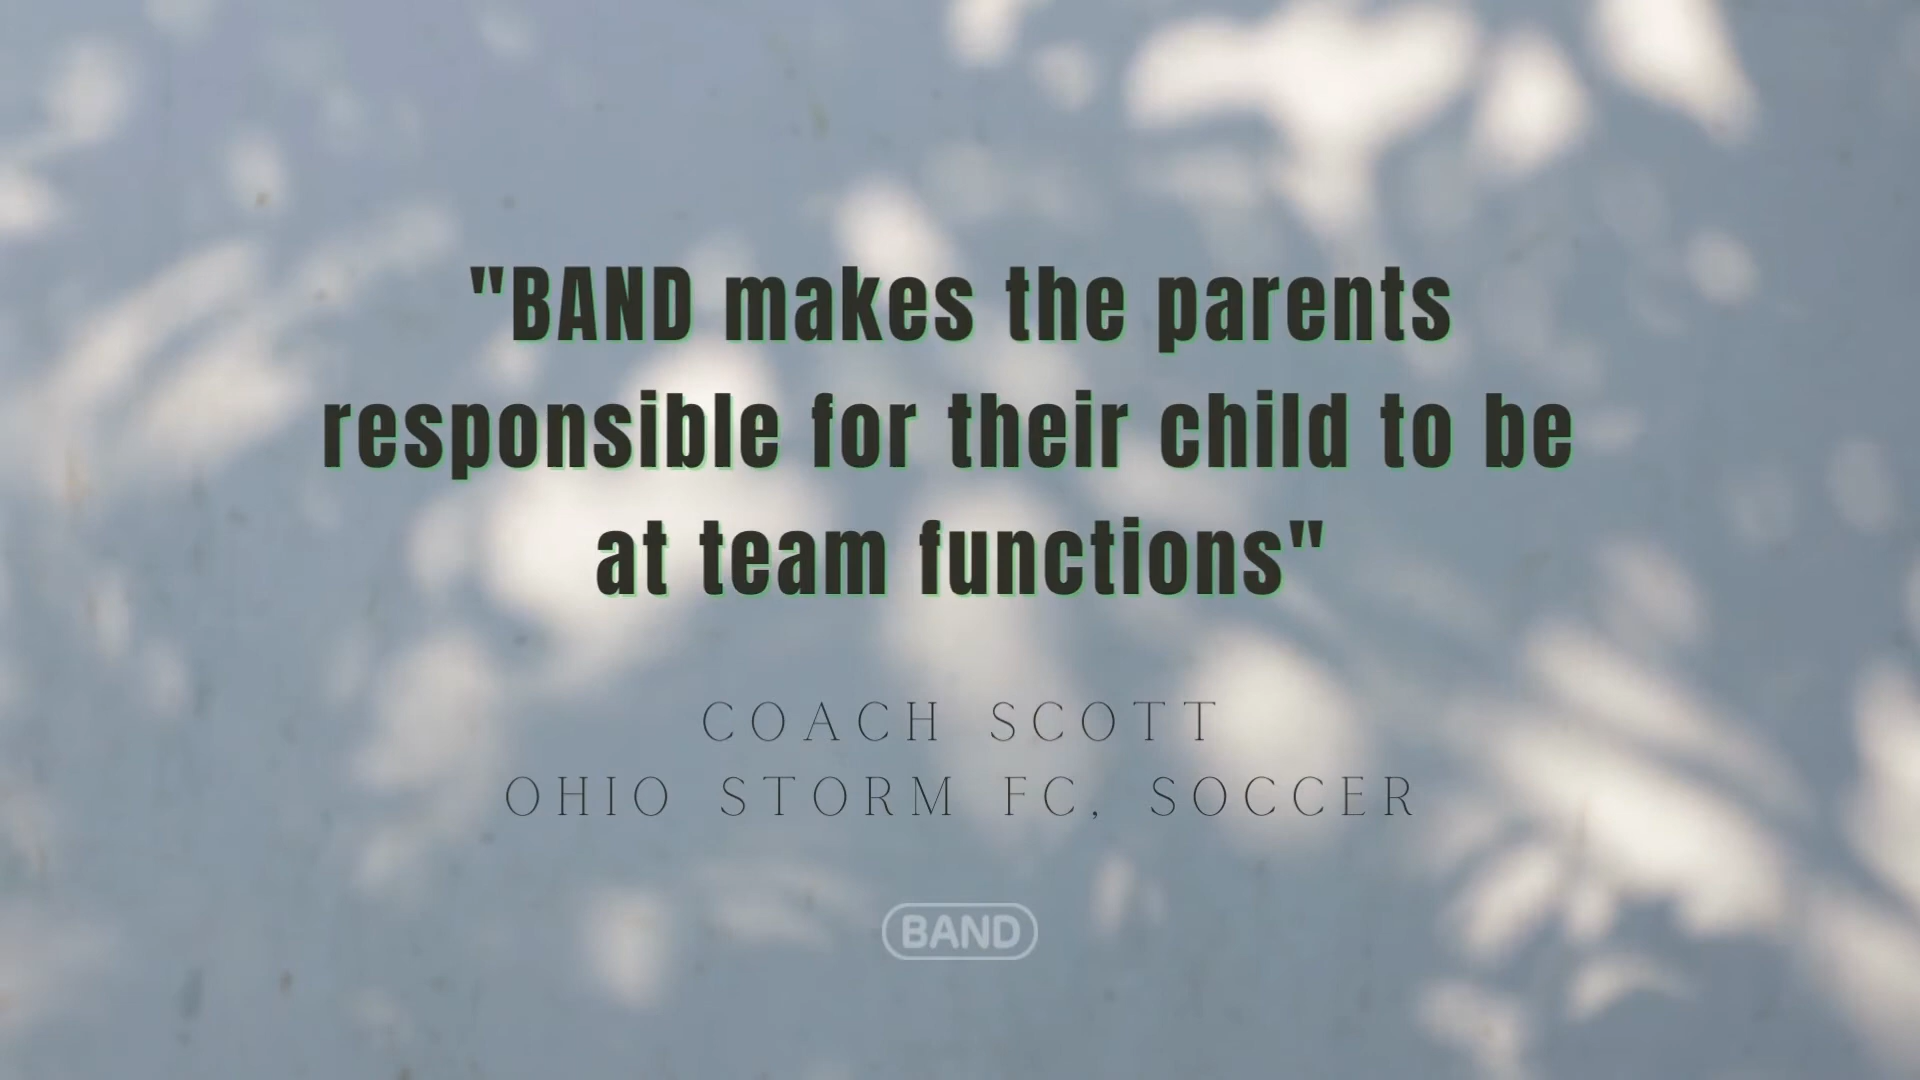 "BAND makes the parents
responsible for their child to be
at team functions"
COACH SCOTT
OHIO STORM FC, SOCCER
BAND